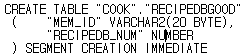 CREATE TABLE "COOK"."RECIPEDBGOOD"
( "MEM_ID" VARCHAR2(20 BYTE),
"RECIPEDB_NUM" NUMBER
) SEGMENT CREATION IMMEDIATE